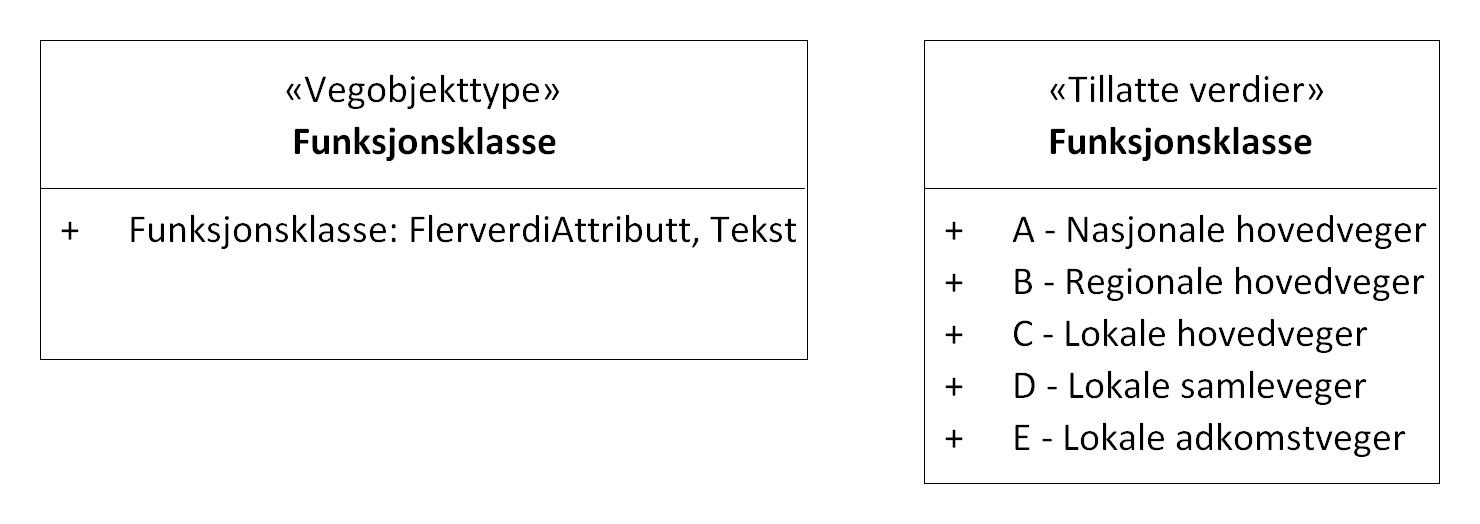 «Vegobjekttype»
Funksjonsklasse
+ Funksjonsklasse: FlerverdiAttributt, Tekst
«Tillatte verdier»
Funksjonsklasse
+ A - Nasjonale hovedveger
+ B - Regionale hovedveger
+ C - Lokale hovedveger
+ D - Lokale samleveger
+ E - Lokale adkomstveger